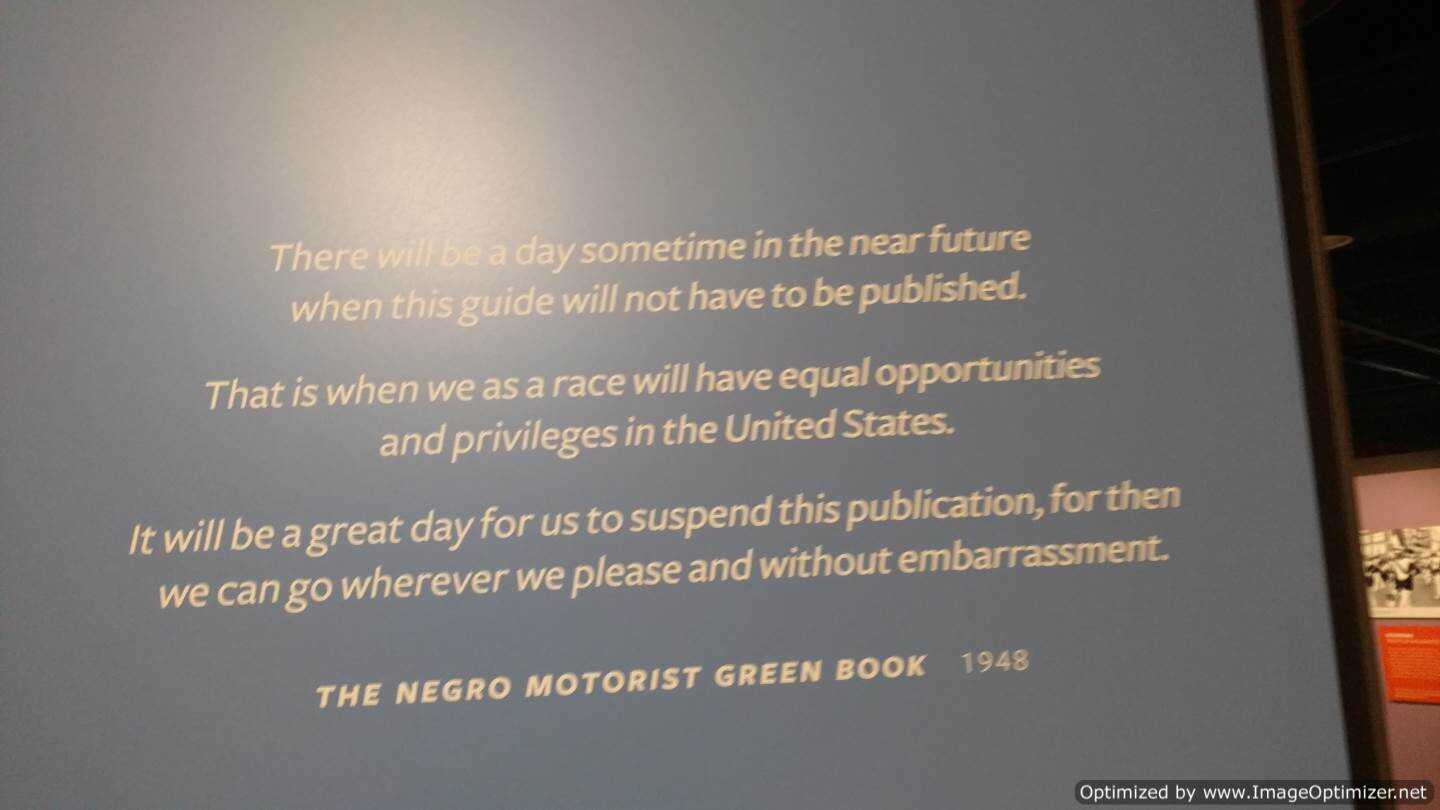 There will be a day sometime in the near future
when this guide will not have to be published.
That is when we as a race will have equal opportunities
and privileges in the United States.
It will be a great day for us to suspend this publication, for then
we can go wherever we please and without embarrassment.
THE NEGRO MOTORIST GREEN BOOK 1948
Optimized by www.ImageOptimizer.net